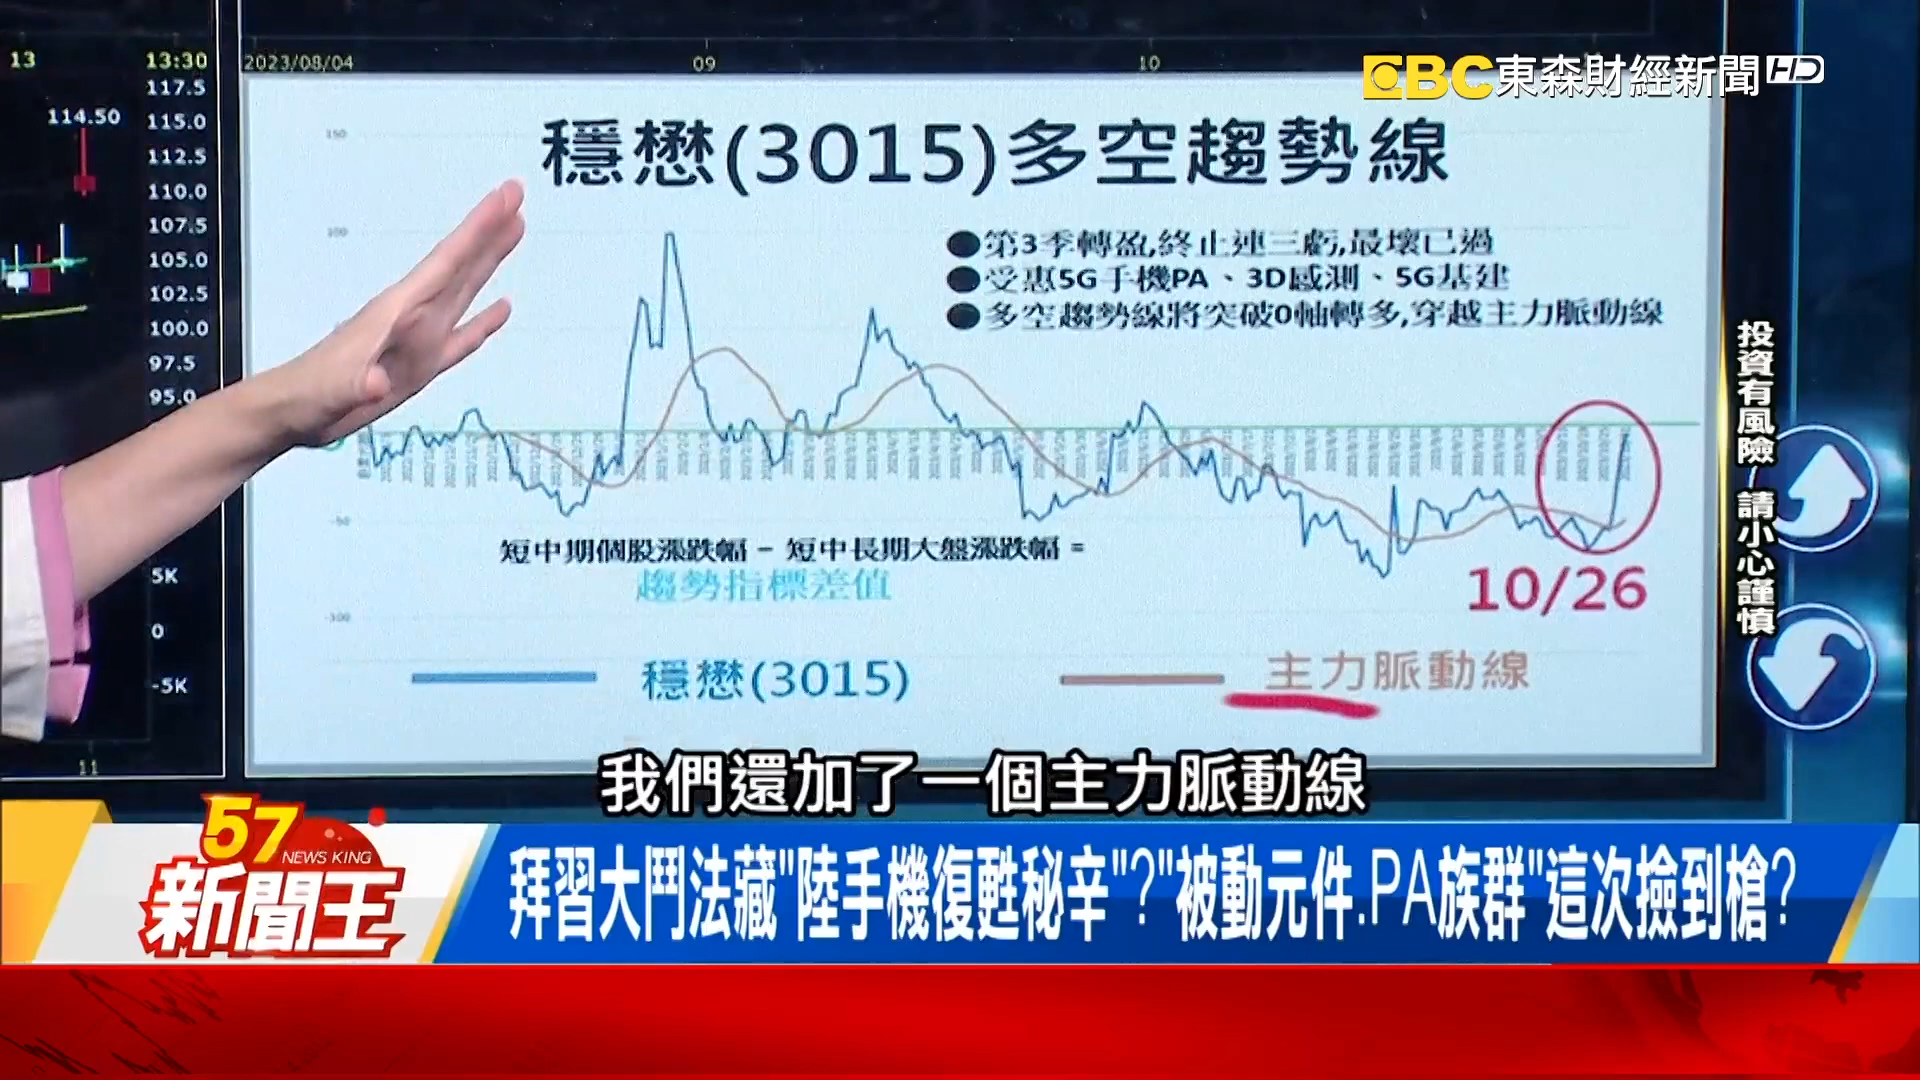 13
13:30
2023/08/04
09
10
EBC東森財經新聞HD
117.5
114.50
115.0
112.5
110.0
107.5
105.0
102.5
100.0
97.5
95.0
5K
0
-5K
11
150
100
-50
-100
穩懋(3015)多空趨勢線
●第3季轉盈,終止連三虧,最壞已過
●受惠5G手機PA、3D感測、5G基建
●多空趨勢線將突破0軸轉多,穿越主力脈動線
短中期個股漲跌幅 - 短中長期大盤漲跌幅 =
趨勢指標差值
10/26
穩懋(3015)
主力脈動線
投資有風險 請小心謹慎
我們還加了一個主力脈動線
57
NEWS KING
新聞王
拜習大鬥法藏"陸手機復甦秘辛"?"被動元件.PA族群"這次撿到槍?